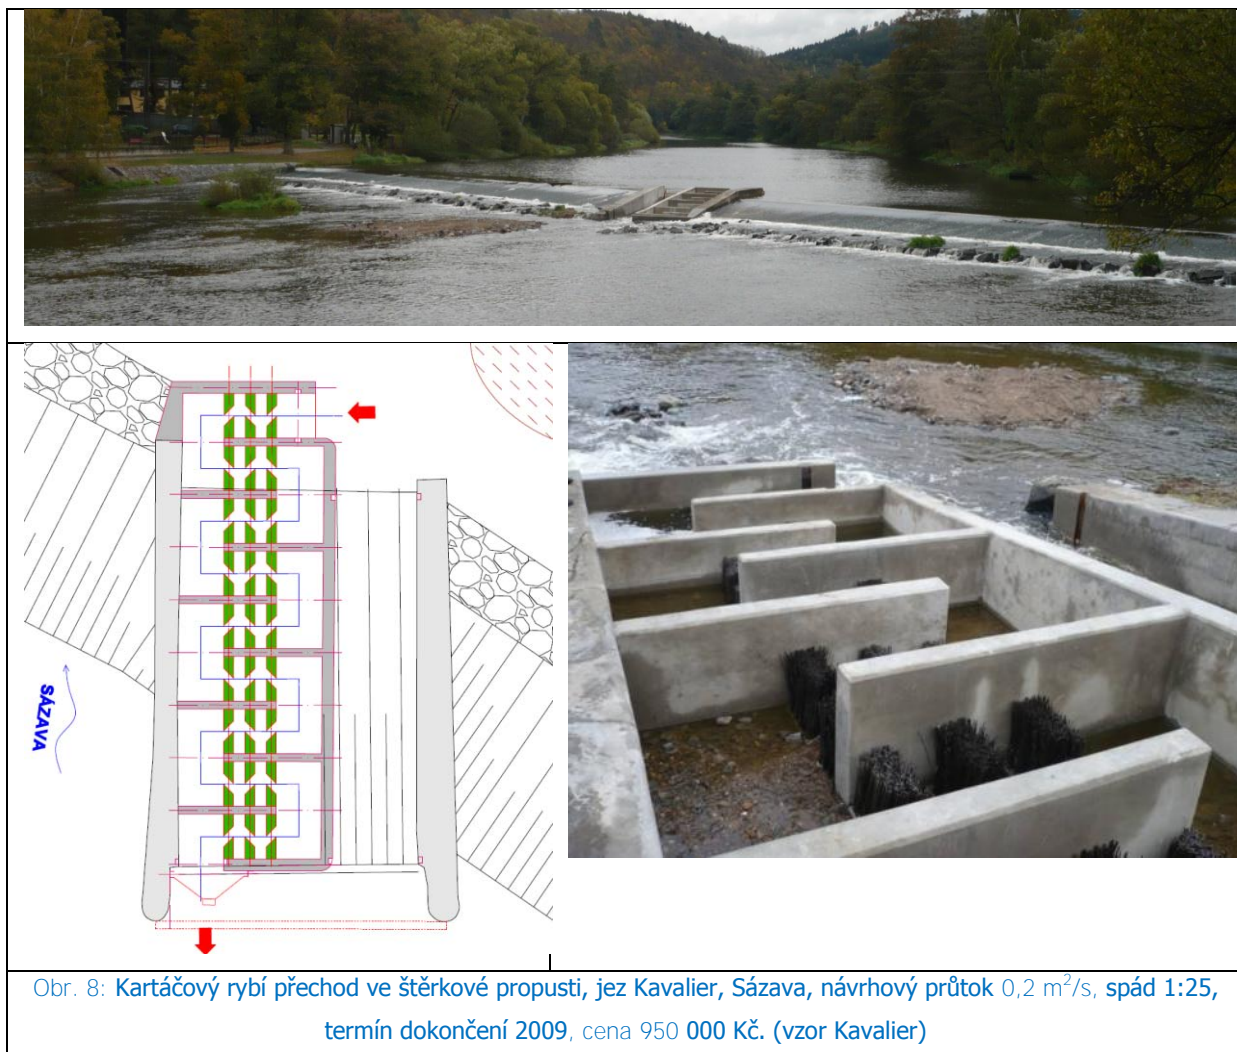 SÁZAVA
Obr. 8: Kartáčový rybí přechod ve štěrkové propusti, jez Kavalier, Sázava, návrhový průtok 0,2 m²/s, spád 1:25,
termín dokončení 2009, cena 950 000 Kč. (vzor Kavalier)